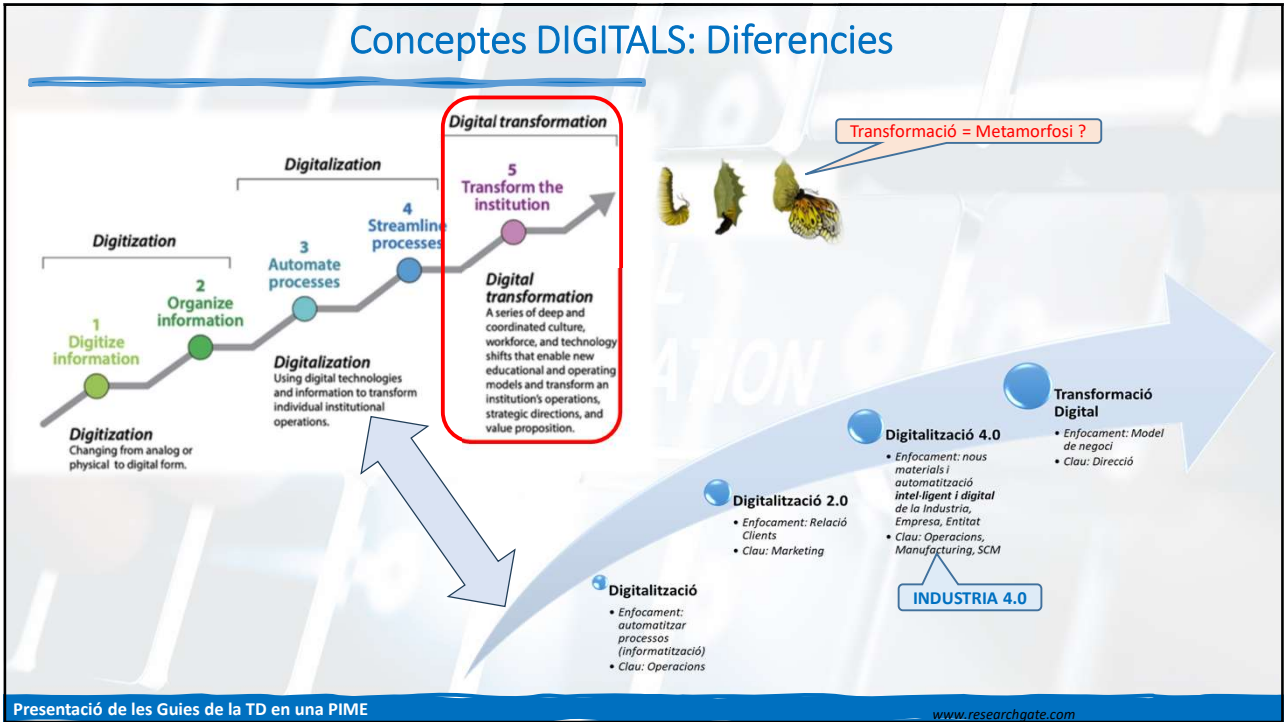 Conceptes DIGITALS: Diferencies
Digital transformation
Transformació = Metamorfosi ?
Digitalization
5
Transform the
institution
4
Streamline
processes
Digitization
3
Automate
processes
2
Organize
information
1
Digitize
information
Digital
transformation
A series of deep and
coordinated culture,
workforce, and technology
shifts that enable new
educational and operating
models and transform an
institution's operations,
strategic directions, and
value proposition.
Digitalization
Using digital technologies
and information to transform
individual institutional
operations.
Digitization
Changing from analog or
physical to digital form.
ATION
Transformació
Digital
• Enfocament: Model
de negoci
• Clau: Direcció
Digitalització 4.0
• Enfocament: nous
materials i
automatització
intel·ligent i digital
de la Industria,
Empresa, Entitat
• Clau: Operacions,
Manufacturing, SCM
INDUSTRIA 4.0
Digitalització 2.0
• Enfocament: Relació
Clients
• Clau: Marketing
Digitalització
• Enfocament:
automatitzar
processos
(informatització)
• Clau: Operacions
Presentació de les Guies de la TD en una PIME
www.researchgate.com